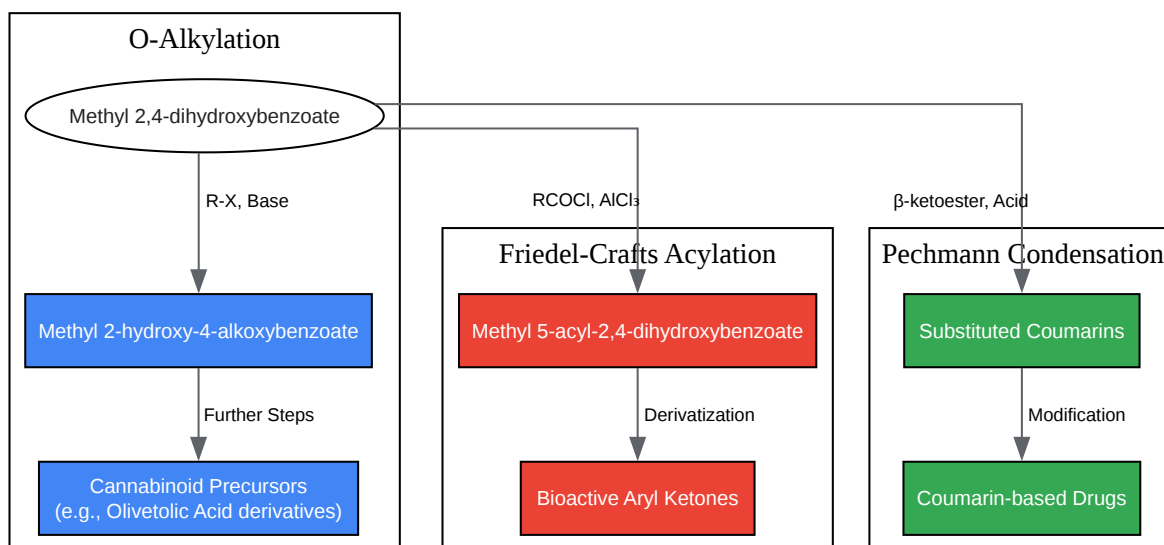 O-Alkylation
Methyl 2,4-dihydroxybenzoate
R-X, Base
RCOCl, AlCl₃
β-ketoester, Acid
Friedel-Crafts Acylation
Pechmann Condensation
Methyl 2-hydroxy-4-alkoxybenzoate
Methyl 5-acyl-2,4-dihydroxybenzoate
Substituted Coumarins
Further Steps
Derivatization
Modification
Cannabinoid Precursors
(e.g., Olivetolic Acid derivatives)
Bioactive Aryl Ketones
Coumarin-based Drugs